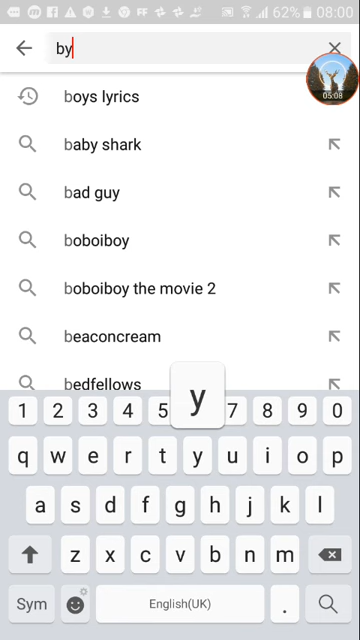 62% 08:00
by
05:08
boys lyrics
baby shark
bad guy
boboiboy
boboiboy the movie 2
beaconcream
bedfellows
y
1 2 3 4 5 7 8 9 0
q w e r t y u i o p
a s d f g h j k l
z x c v b n m
Sym English(UK) .